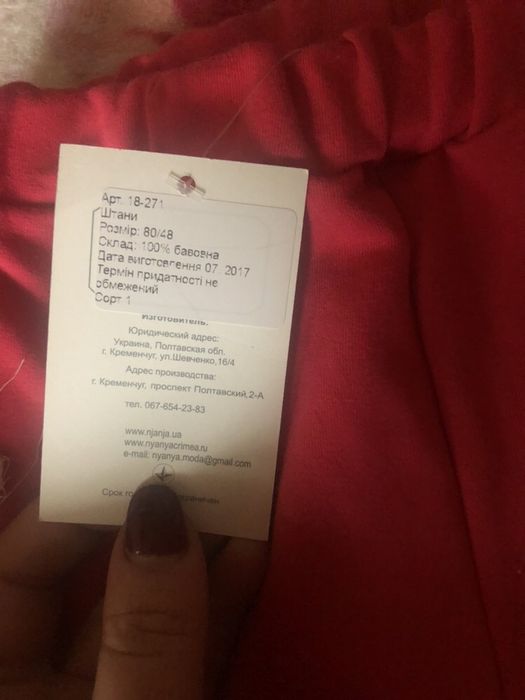 Арт. 18-271
Штани
Розмір: 80/48
Склад: 100% бавовна
Дата виготовлення 07. 2017
Термін придатності не
обмежений
Сорт 1
Изготовитель:
Юридический адрес:
Украина, Полтавская обл.
г. Кременчуг, ул.Шевченко,16/4
Адрес производства:
г. Кременчуг, проспект Полтавский,2-А
тел. 067-654-23-83
www.njanja.ua
www.nyanyacrimea.ru
e-mail: nyanya.moda@gmail.com
Срок